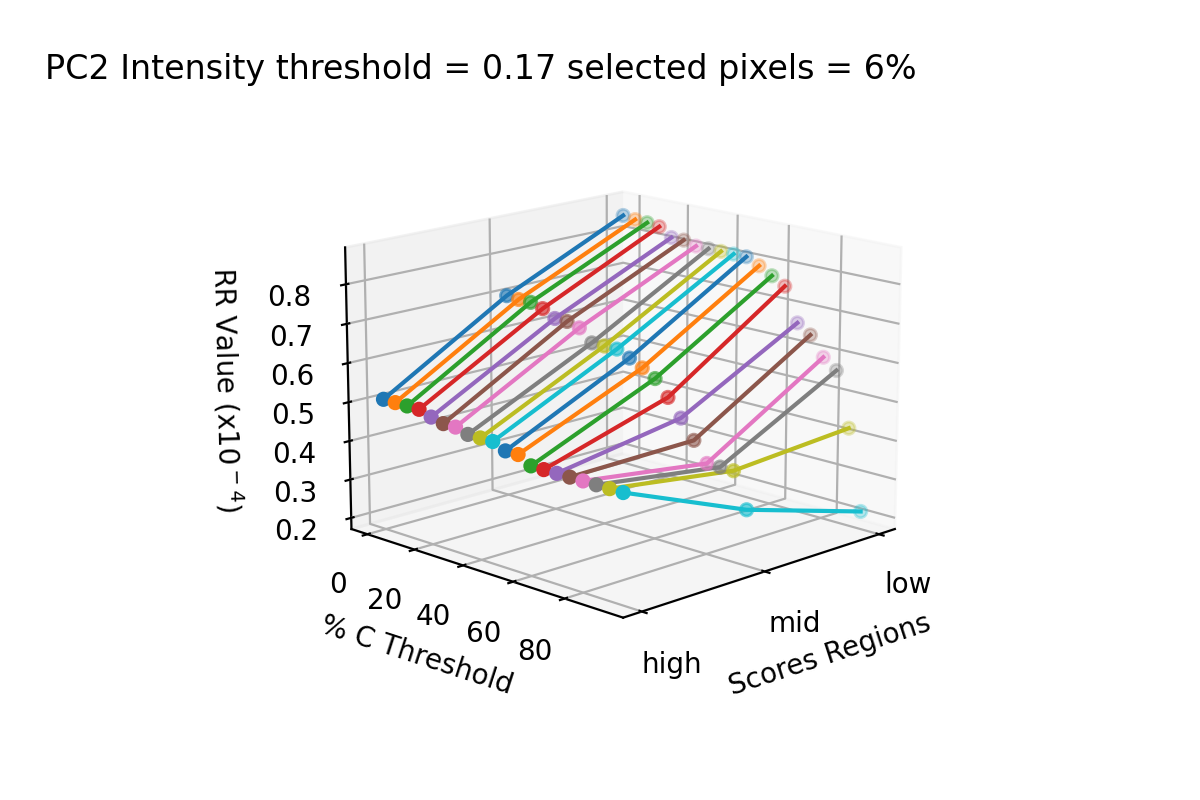 PC2 Intensity threshold = 0.17 selected pixels = 6%
RR Value (x10⁻⁴)
0.8
0.7
0.6
0.5
0.4
0.3
0.2
0
20
40
60
80
% C Threshold
high
mid
low
Scores Regions